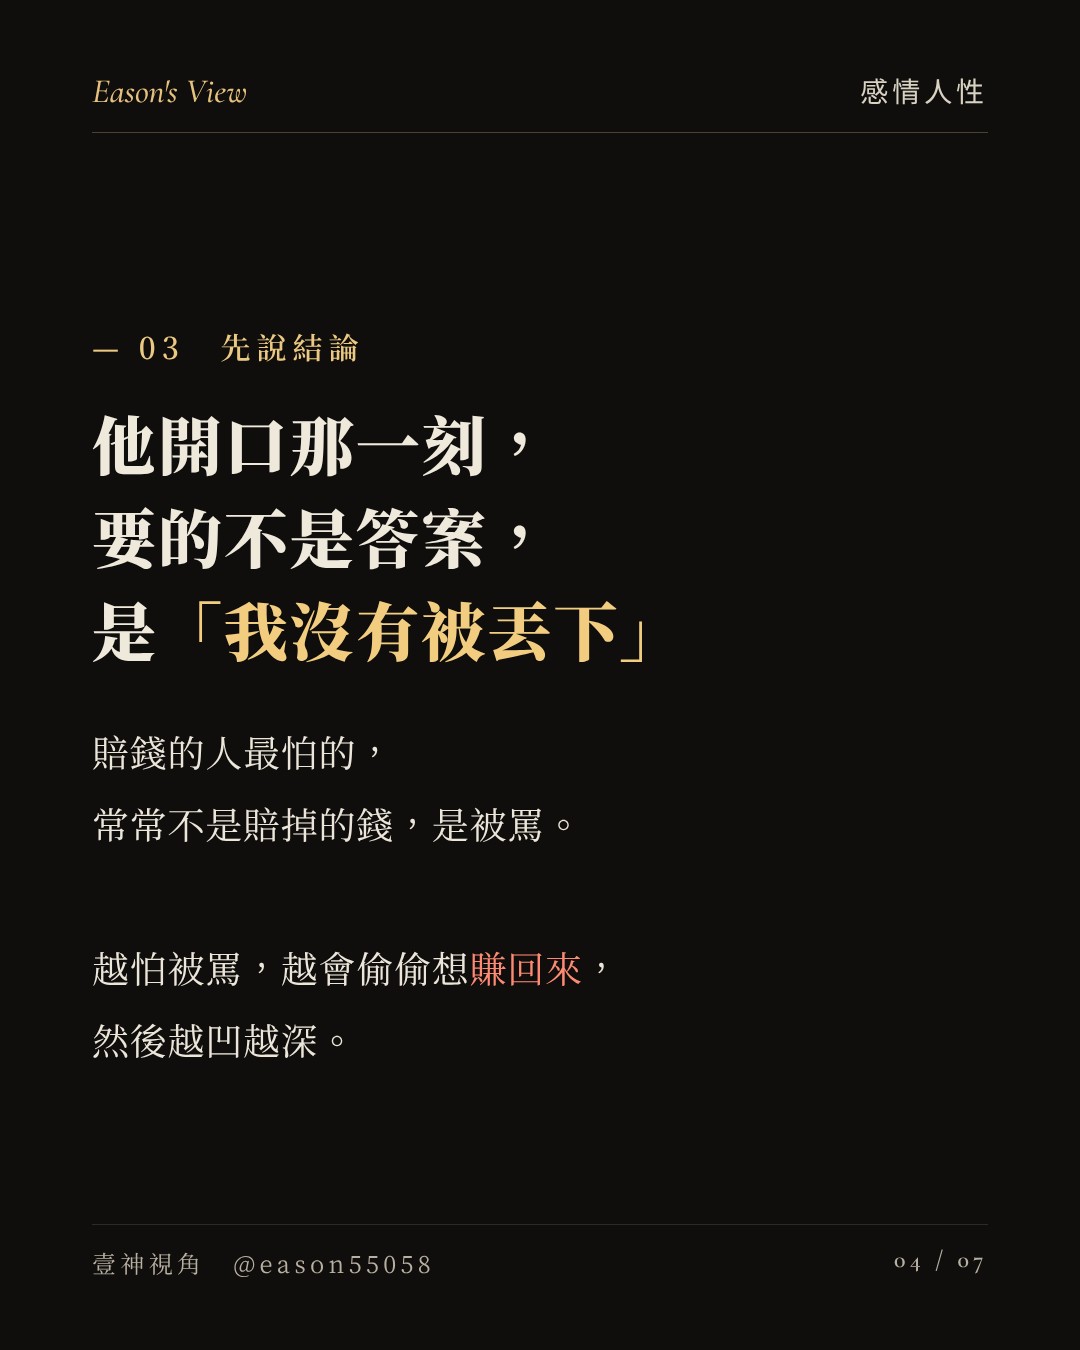 Eason's View
感情人性
— 03 先說結論
他開口那一刻，
要的不是答案，
是「我沒有被丟下」
賠錢的人最怕的，
常常不是賠掉的錢，是被罵。
越怕被罵，越會偷偷想賺回來，
然後越凹越深。
壹神視角 @eason55058
04 / 07